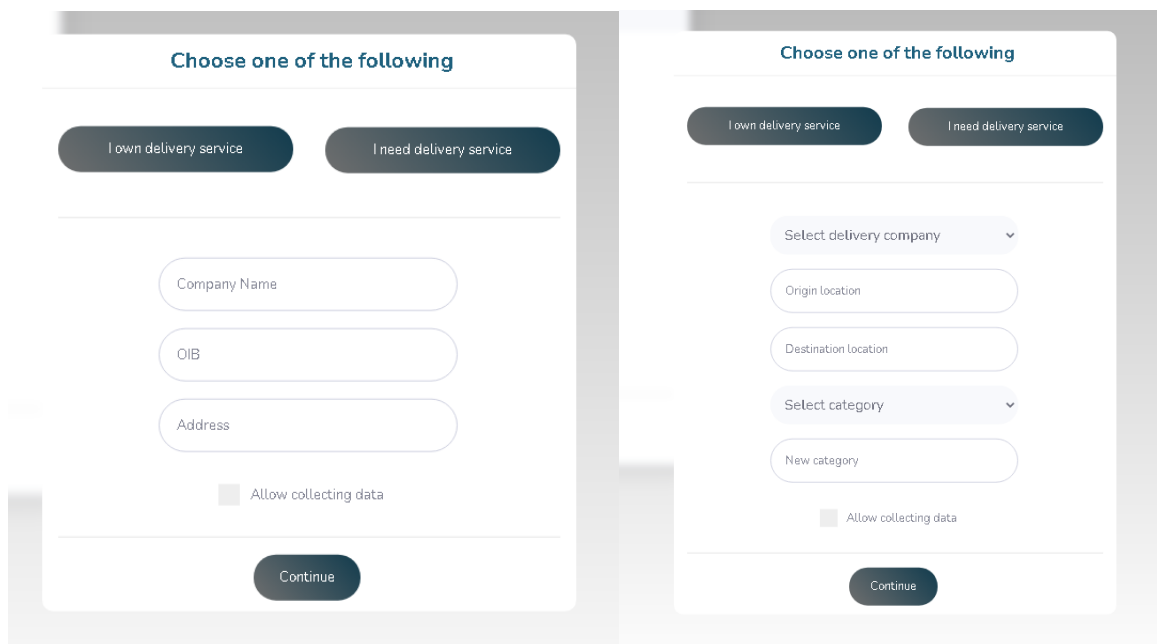 Choose one of the following
I own delivery service
I need delivery service
Company Name
OIB
Address
Allow collecting data
Continue
Choose one of the following
I own delivery service
I need delivery service
Select delivery company
Origin location
Destination location
Select category
New category
Allow collecting data
Continue